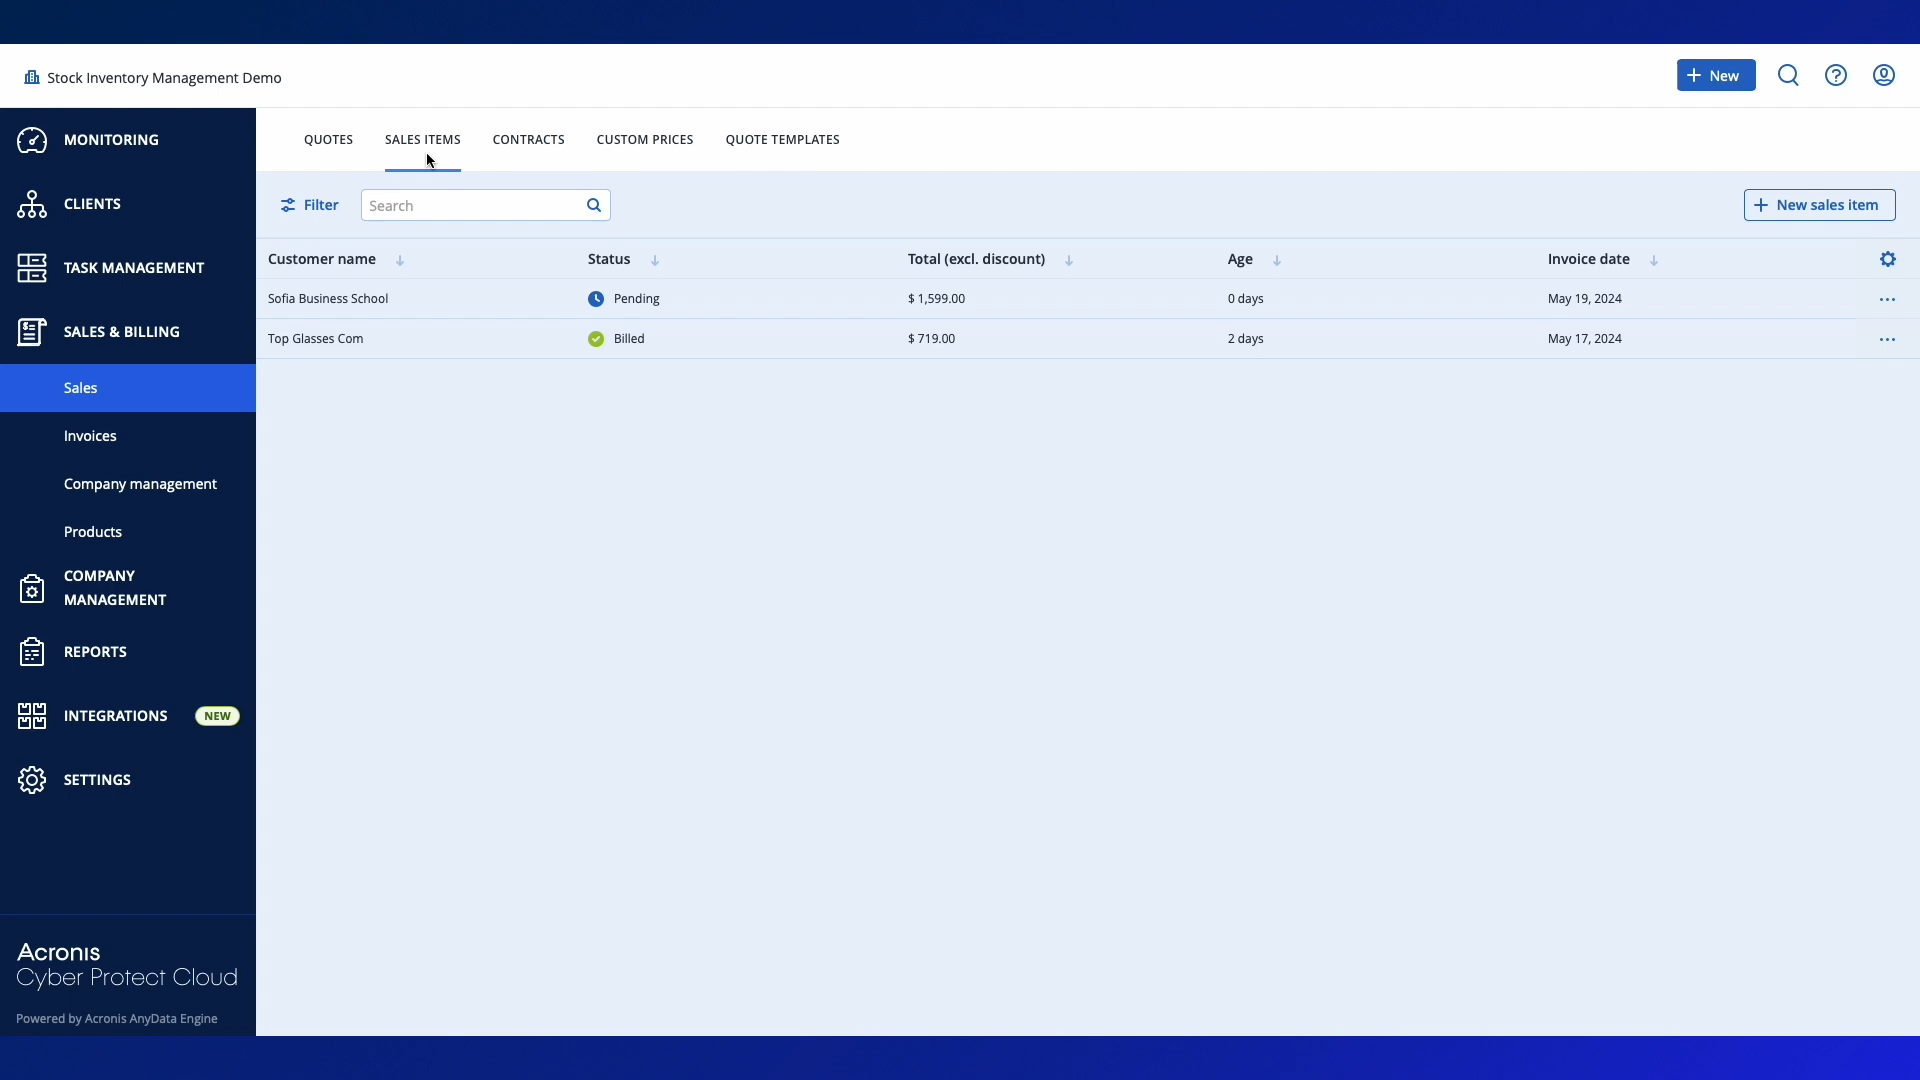 Stock Inventory Management Demo
New
MONITORING
CLIENTS
TASK MANAGEMENT
SALES & BILLING
Sales
Invoices
Company management
Products
COMPANY
MANAGEMENT
REPORTS
INTEGRATIONS NEW
SETTINGS
Acronis
Cyber Protect Cloud
Powered by Acronis AnyData Engine
QUOTES SALES ITEMS CONTRACTS CUSTOM PRICES QUOTE TEMPLATES
Filter Search New sales item
Customer name Status Total (excl. discount) Age Invoice date
Sofia Business School Pending $ 1,599.00 0 days May 19, 2024
Top Glasses Com Billed $ 719.00 2 days May 17, 2024